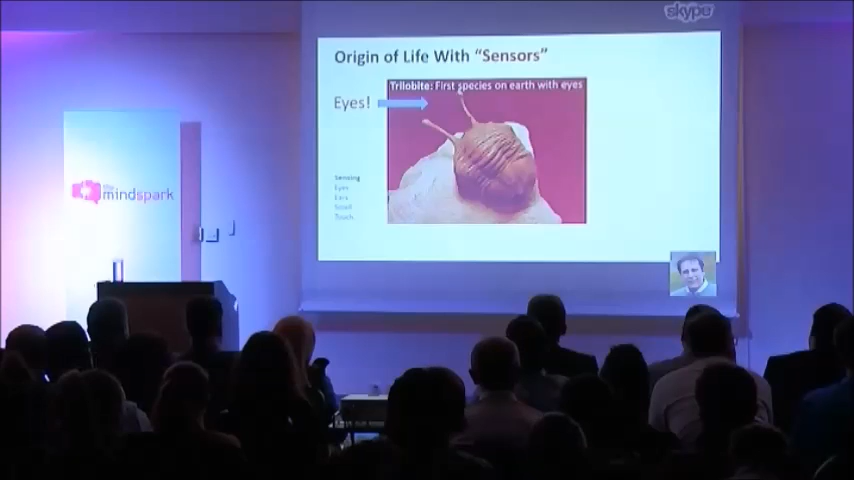 skype
Origin of Life With “Sensors”
Trilobite: First species on earth with eyes
Eyes!
Sensing
Eyes
Ears
Smell
Touch
the
mindspark